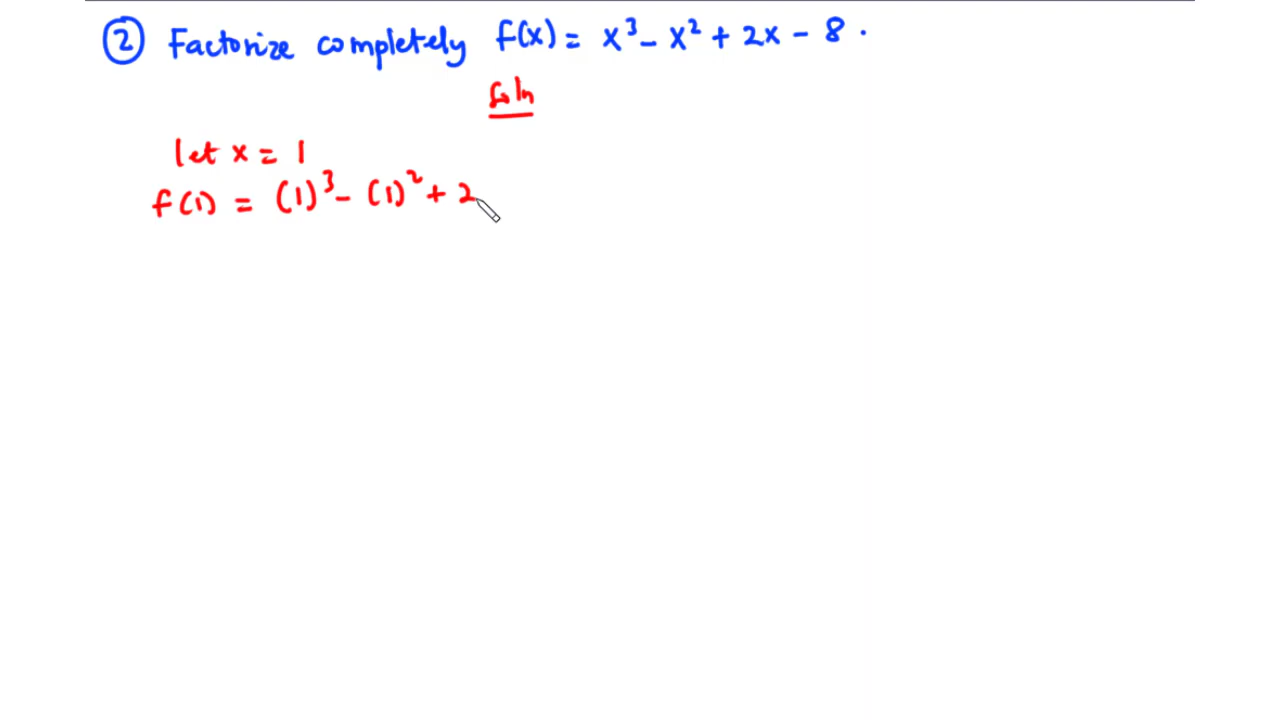 ② Factorize completely f(x) = x³ - x² + 2x - 8 .
Soln
let x = 1
f(1) = (1)³ - (1)² + 2